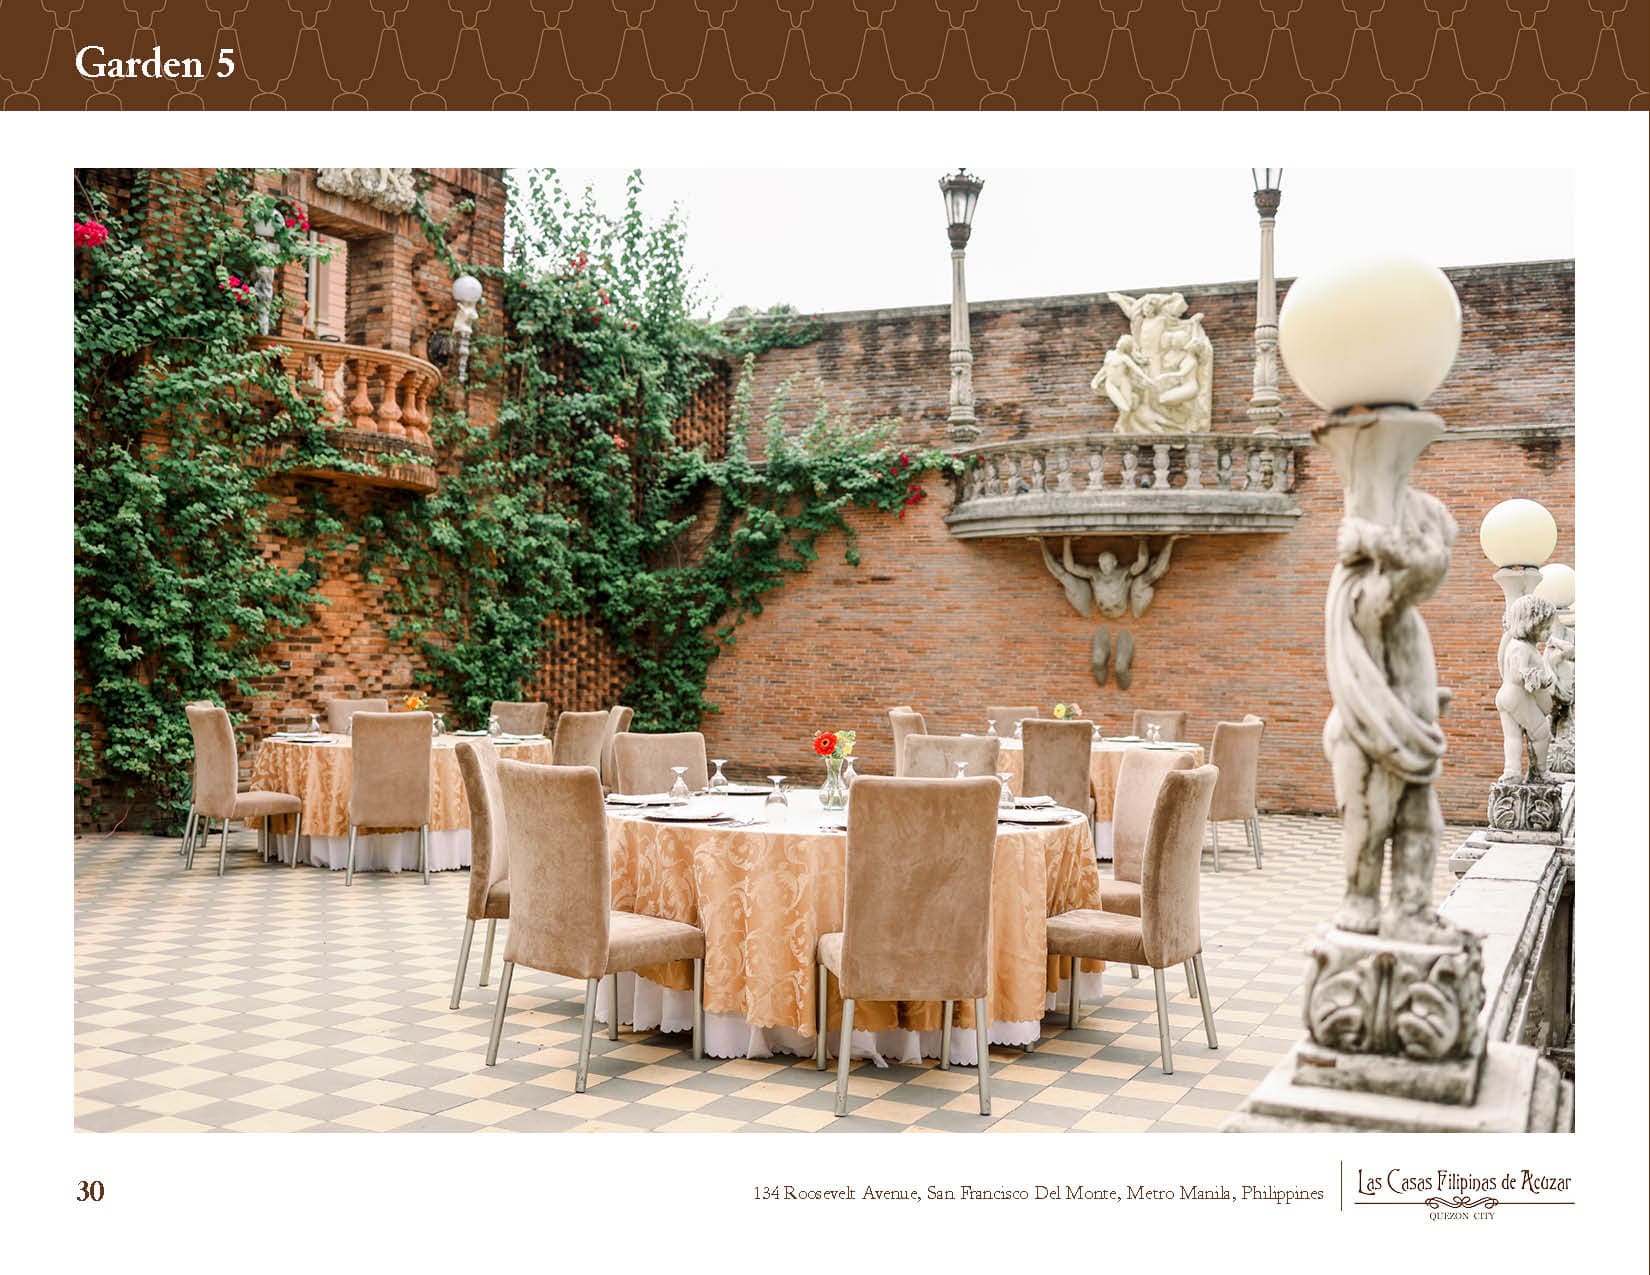 Garden 5
30
134 Roosevelt Avenue, San Francisco Del Monte, Metro Manila, Philippines
Las Casas Filipinas de Acúzar
QUEZON CITY